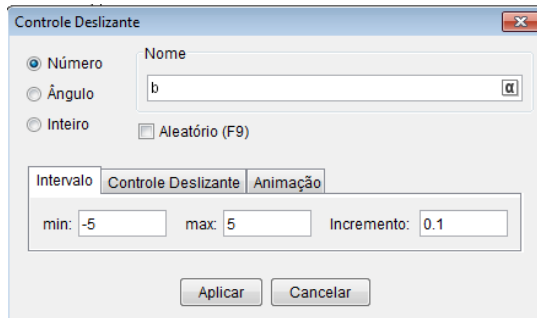 Controle Deslizante
Número
Ângulo
Inteiro
Nome
b
α
Aleatório (F9)
Intervalo Controle Deslizante Animação
min: -5 max: 5 Incremento: 0.1
Aplicar Cancelar